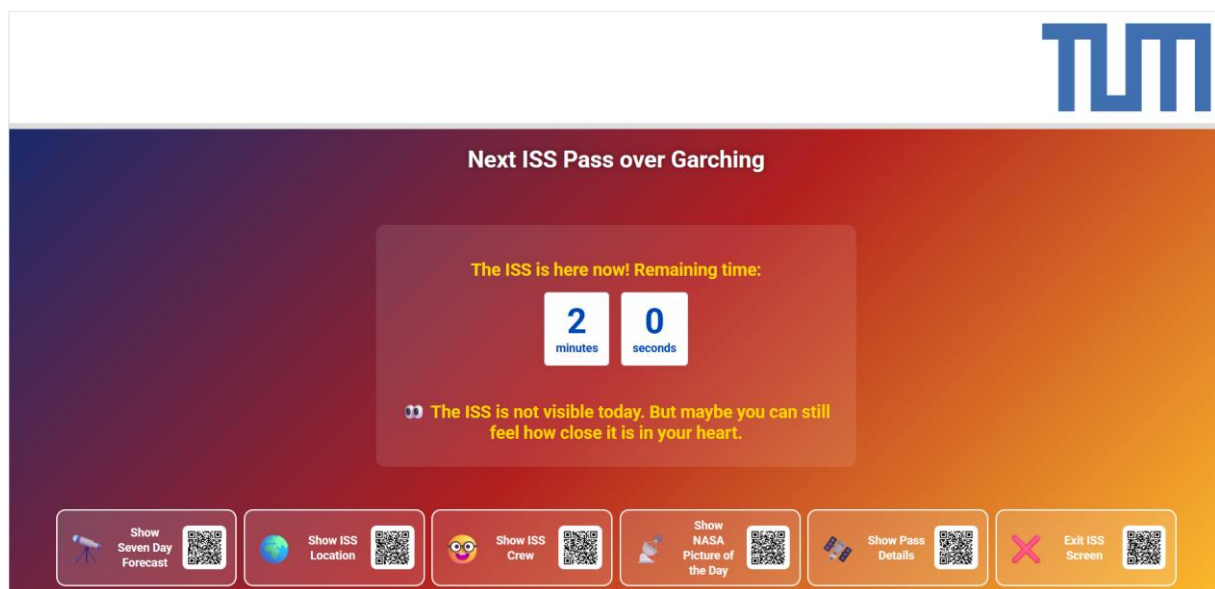 TUM
Next ISS Pass over Garching
The ISS is here now! Remaining time:
2
minutes
0
seconds
The ISS is not visible today. But maybe you can still
feel how close it is in your heart.
Show
Seven Day
Forecast
Show ISS
Location
Show ISS
Crew
Show
NASA
Picture of
the Day
Show Pass
Details
Exit ISS
Screen